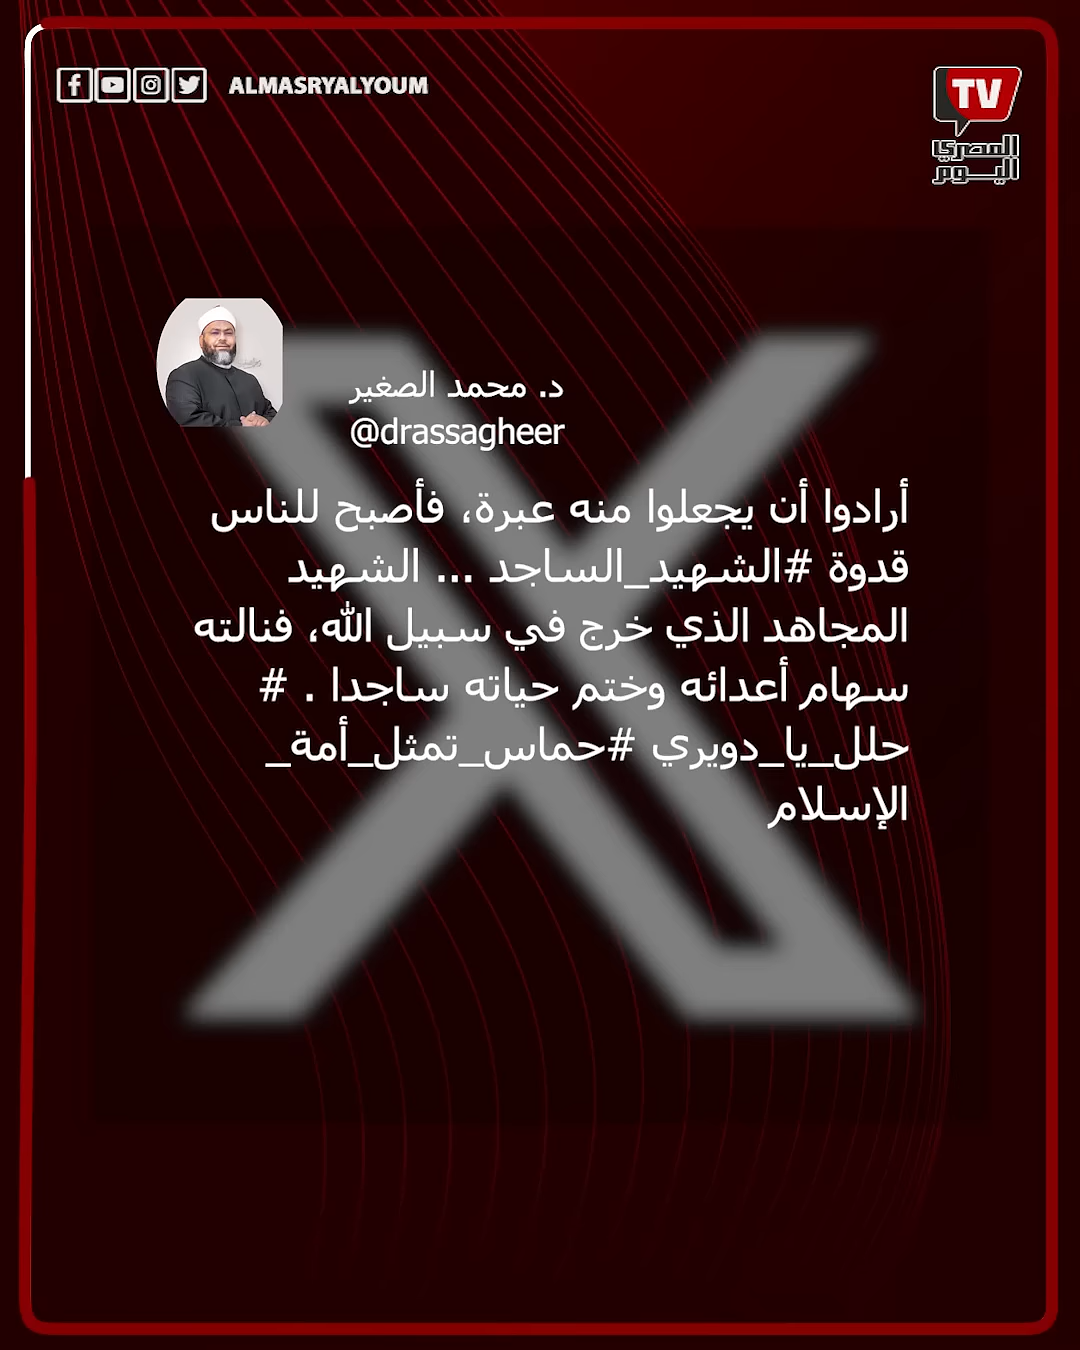 ALMASRYALYOUM
TV
المصري
اليوم
د. محمد الصغير
@drassagheer
أرادوا أن يجعلوا منه عبرة، فأصبح للناس
قدوة #الشهيد_الساجد ... الشهيد
المجاهد الذي خرج في سبيل الله، فنالته
سهام أعدائه وختم حياته ساجدا . #
حلل_يا_دويري #حماس_تمثل_أمة_
الإسلام